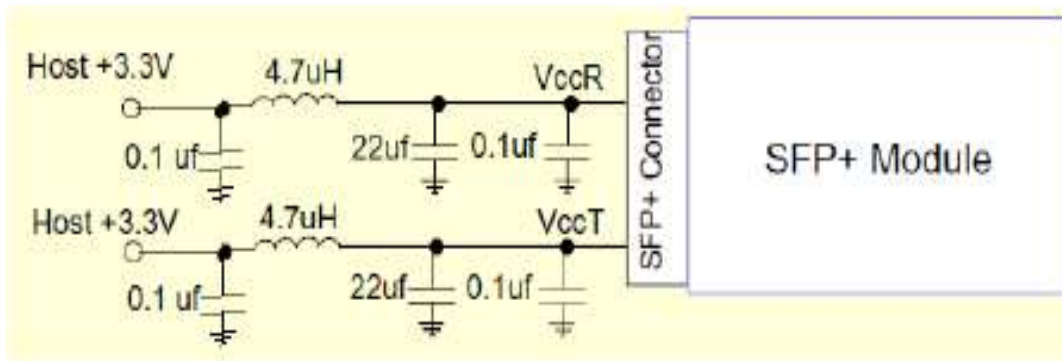 Host +3.3V
4.7uH
VccR
0.1 uf
22uf
0.1uf
Host +3.3V
4.7uH
VccT
0.1 uf
22uf
0.1uf
SFP+ Connector
SFP+ Module